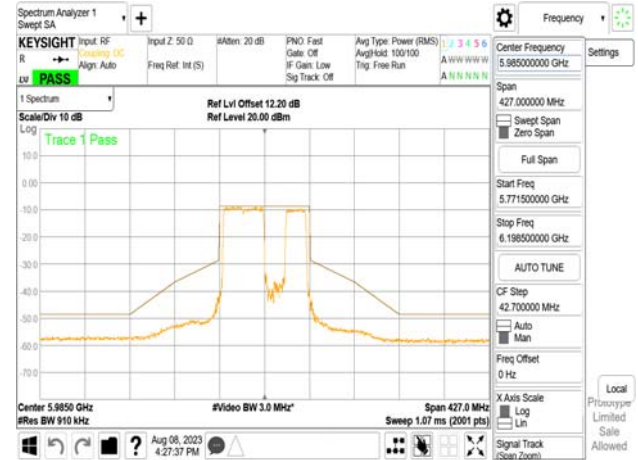 Spectrum Analyzer 1
Swept SA
+
Frequency
KEYSIGHT
R
LXI
PASS
Input: RF
Coupling: DC
Align: Auto
Input Z: 50 Ω
Freq Ref: Int (S)
#Atten: 20 dB
PNO: Fast
Gate: Off
IF Gain: Low
Sig Track: Off
Avg Type: Power (RMS)
Avg|Hold: 100/100
Trig: Free Run
1 2 3 4 5 6
A W W W W W
A N N N N N
1 Spectrum
Scale/Div 10 dB
Ref Lvl Offset 12.20 dB
Ref Level 20.00 dBm
Log
Trace 1 Pass
10.0
0.00
-10.0
-20.0
-30.0
-40.0
-50.0
-60.0
-70.0
Center 5.9850 GHz
#Res BW 910 kHz
#Video BW 3.0 MHz*
Span 427.0 MHz
Sweep 1.07 ms (2001 pts)
Aug 08, 2023
4:27:37 PM
?
Center Frequency
5.985000000 GHz
Settings
Span
427.000000 MHz
Swept Span
Zero Span
Full Span
Start Freq
5.771500000 GHz
Stop Freq
6.198500000 GHz
AUTO TUNE
CF Step
42.700000 MHz
Auto
Man
Freq Offset
0 Hz
X Axis Scale
Log
Lin
Local
Prototype
Limited
Sale
Allowed
Signal Track
(Span Zoom)